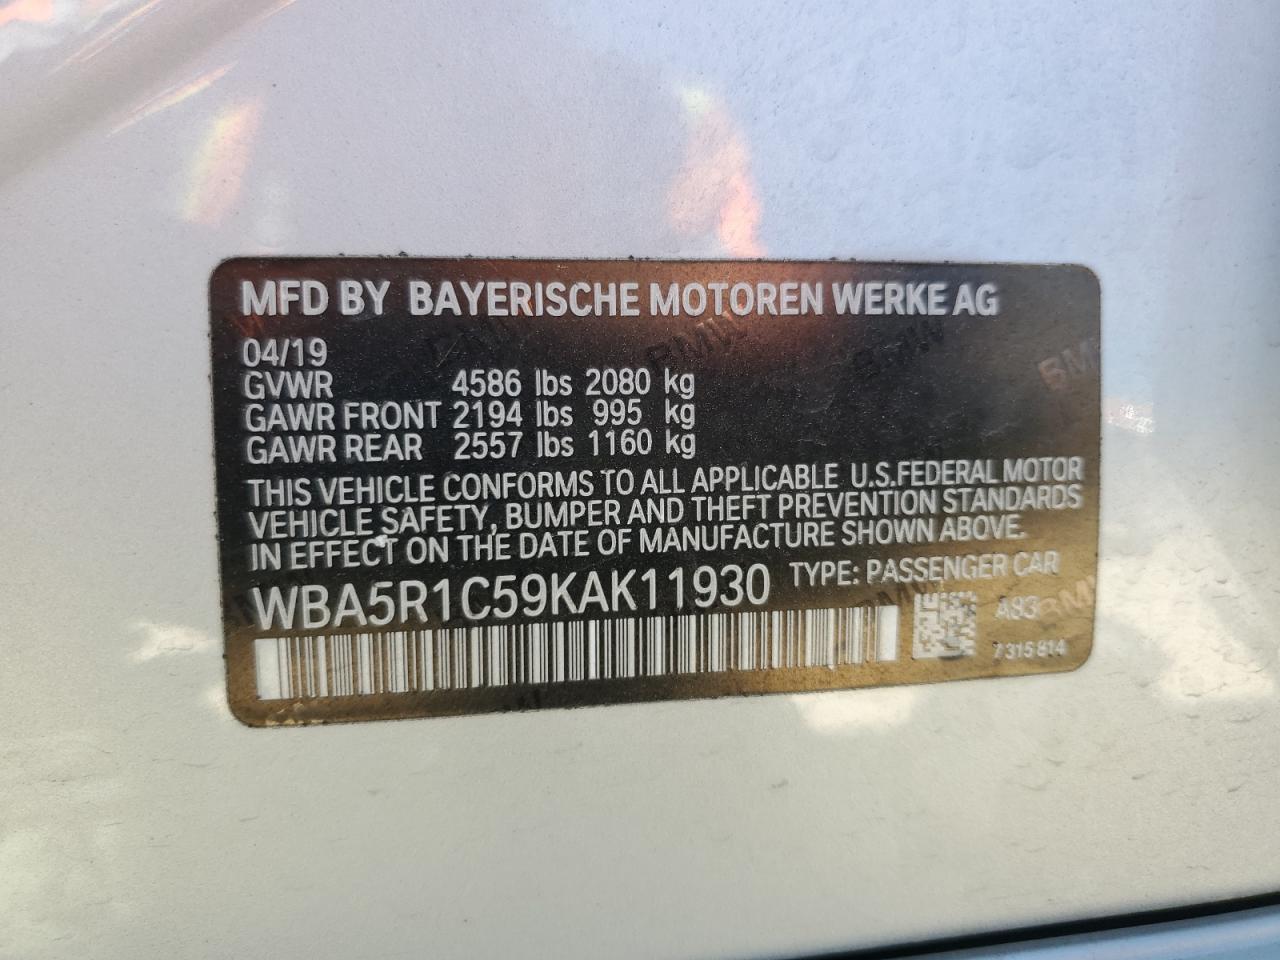 MFD BY BAYERISCHE MOTOREN WERKE AG
04/19
GVWR 4586 lbs 2080 kg
GAWR FRONT 2194 lbs 995 kg
GAWR REAR 2557 lbs 1160 kg
THIS VEHICLE CONFORMS TO ALL APPLICABLE U.S.FEDERAL MOTOR
VEHICLE SAFETY, BUMPER AND THEFT PREVENTION STANDARDS
IN EFFECT ON THE DATE OF MANUFACTURE SHOWN ABOVE.
WBA5R1C59KAK11930 TYPE: PASSENGER CAR
A83
7 315 814